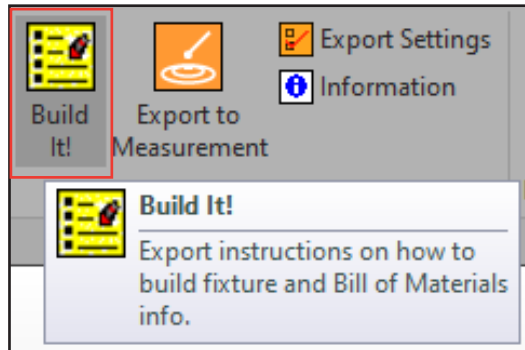 Build
It!
Export to
Measurement
Export Settings
Information
Build It!
Export instructions on how to
build fixture and Bill of Materials
info.